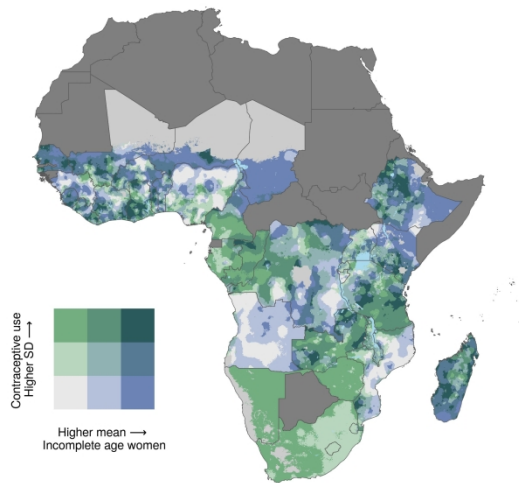 Contraceptive use
Higher SD ⟶
Higher mean ⟶
Incomplete age women